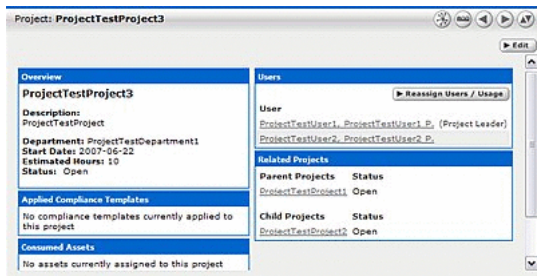 Project: ProjectTestProject3
Edit
Overview
ProjectTestProject3
Description:
ProjectTestProject
Department: ProjectTestDepartment1
Start Date: 2007-06-22
Estimated Hours: 10
Status: Open
Applied Compliance Templates
No compliance templates currently applied to
this project
Consumed Assets
No assets currently assigned to this project
Users
Reassign Users / Usage
User
ProjectTestUser1, ProjectTestUser1 P. (Project Leader)
ProjectTestUser2, ProjectTestUser2 P.
Related Projects
Parent Projects Status
ProjectTestProject1 Open
Child Projects Status
ProjectTestProject2 Open